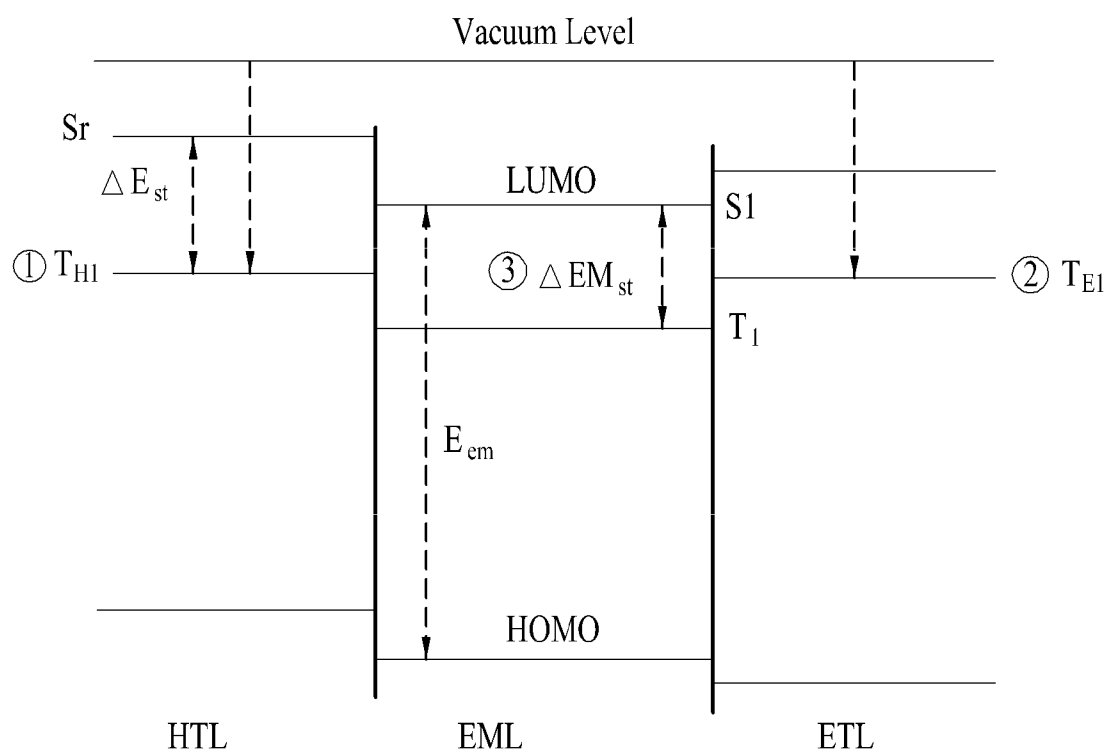 Vacuum Level
Sr
△E_st
LUMO
S1
① T_H1
③ △EM_st
② T_E1
T_1
E_em
HOMO
HTL
EML
ETL